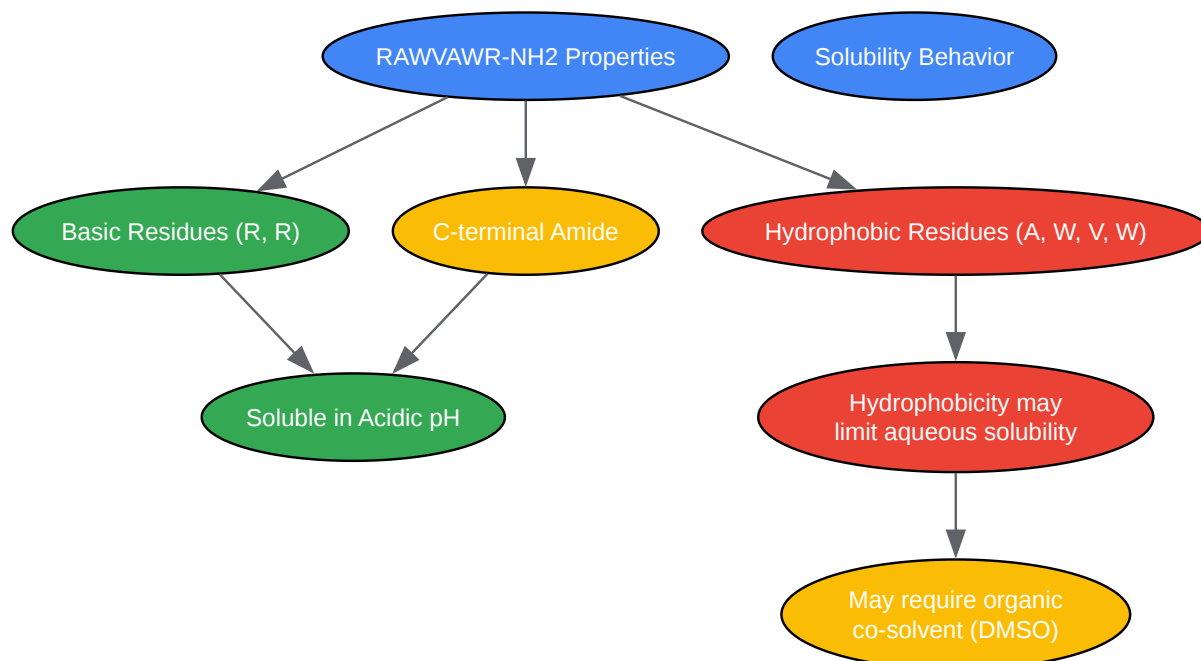 RAWVAWR-NH2 Properties
Solubility Behavior
Basic Residues (R, R)
C-terminal Amide
Hydrophobic Residues (A, W, V, W)
Soluble in Acidic pH
Hydrophobicity may
limit aqueous solubility
May require organic
co-solvent (DMSO)